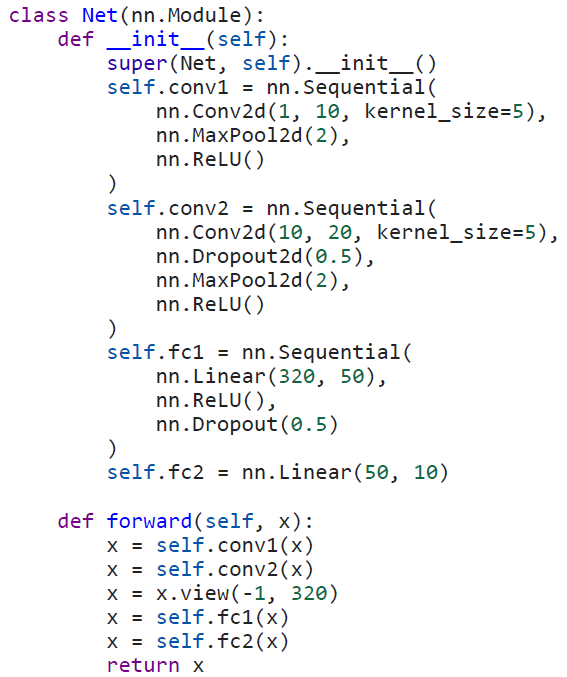 class Net(nn.Module):
    def __init__(self):
        super(Net, self).__init__()
        self.conv1 = nn.Sequential(
            nn.Conv2d(1, 10, kernel_size=5),
            nn.MaxPool2d(2),
            nn.ReLU()
        )
        self.conv2 = nn.Sequential(
            nn.Conv2d(10, 20, kernel_size=5),
            nn.Dropout2d(0.5),
            nn.MaxPool2d(2),
            nn.ReLU()
        )
        self.fc1 = nn.Sequential(
            nn.Linear(320, 50),
            nn.ReLU(),
            nn.Dropout(0.5)
        )
        self.fc2 = nn.Linear(50, 10)

    def forward(self, x):
        x = self.conv1(x)
        x = self.conv2(x)
        x = x.view(-1, 320)
        x = self.fc1(x)
        x = self.fc2(x)
        return x